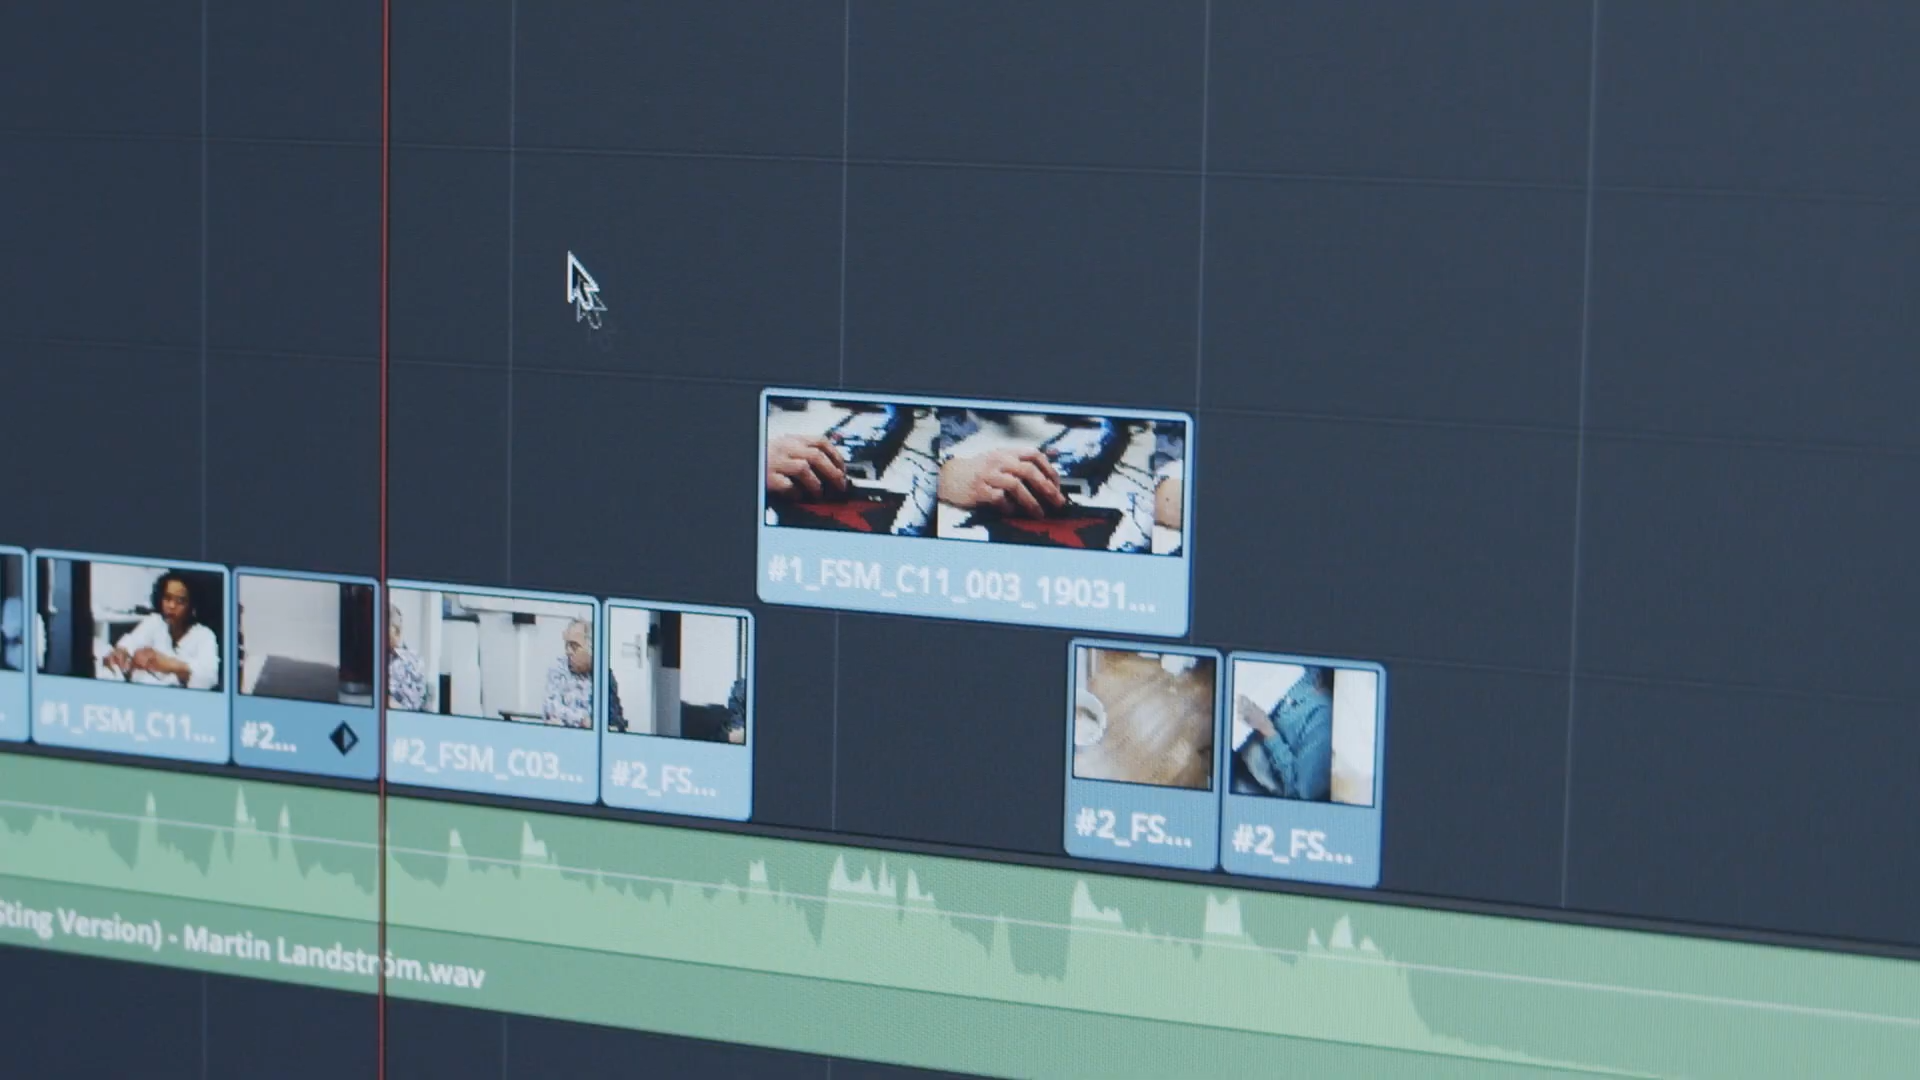 #1_FSM_C11_003_19031...
#1_FSM_C11...
#2...
#2_FSM_C03...
#2_FS...
#2_FS...
#2_FS...
Sting Version) - Martin Landström.wav